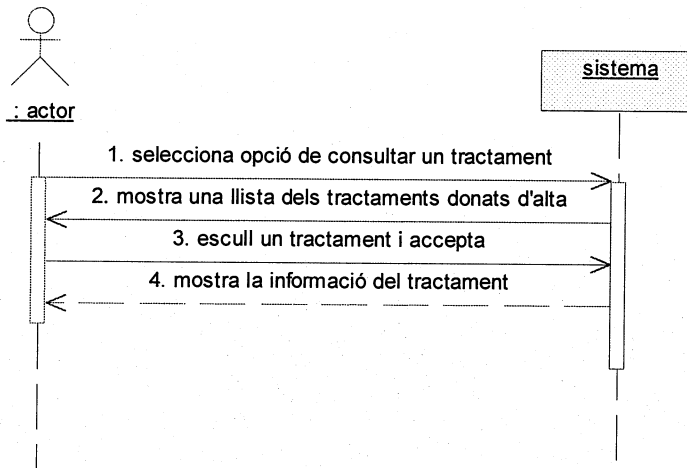 sistema
: actor
1. selecciona opció de consultar un tractament
2. mostra una llista dels tractaments donats d'alta
3. escull un tractament i accepta
4. mostra la informació del tractament